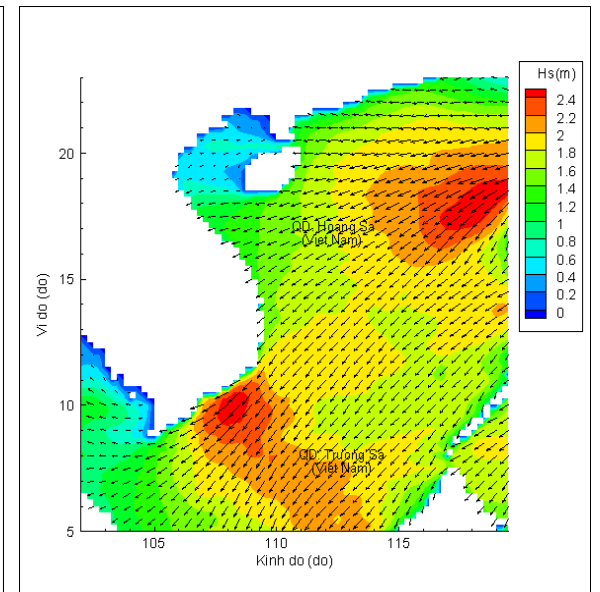 Hs(m)
2.4
2.2
2
1.8
1.6
1.4
1.2
1
0.8
0.6
0.4
0.2
0
20
15
10
5
Vi do (do)
QD. Hoang Sa
(Viet Nam)
QD. Truong Sa
(Viet Nam)
105
110
115
Kinh do (do)